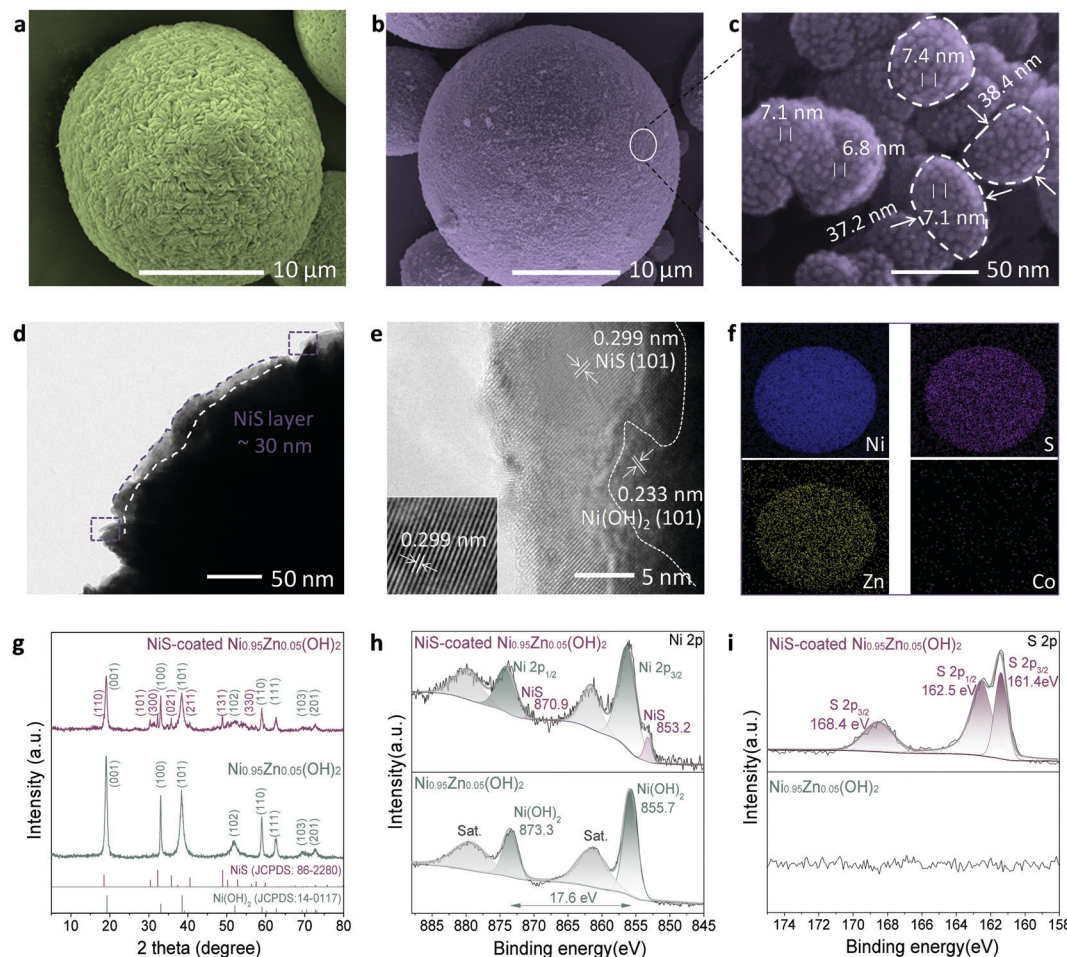 a
10 μm
b
10 μm
c
7.4 nm
38.4 nm
7.1 nm
6.8 nm
7.1nm
37.2 nm
50 nm
d
NiS layer
~ 30 nm
50 nm
e
0.299 nm
NiS (101)
0.233 nm
Ni(OH)₂ (101)
0.299 nm
5 nm
f
Ni
S
Zn
Co
g
NiS-coated Ni₀.₉₅Zn₀.₀₅(OH)₂
(110)
(001)
(101)
(300)
(100)
(021)
(101)
(211)
(131)
(102)
(330)
(110)
(111)
(103)
(201)
Ni₀.₉₅Zn₀.₀₅(OH)₂
(001)
(100)
(101)
(102)
(110)
(111)
(103)
(201)
NiS (JCPDS: 86-2280)
Ni(OH)₂ (JCPDS:14-0117)
Intensity (a.u.)
10 20 30 40 50 60 70 80
2 theta (degree)
h
Ni 2p
NiS-coated Ni₀.₉₅Zn₀.₀₅(OH)₂
Ni 2p₁/₂
Ni 2p₃/₂
NiS
870.9
NiS
853.2
Ni₀.₉₅Zn₀.₀₅(OH)₂
Ni(OH)₂
855.7
Ni(OH)₂
873.3
Sat.
Sat.
17.6 eV
Intensity(a.u.)
885 880 875 870 865 860 855 850 845
Binding energy(eV)
i
S 2p
NiS-coated Ni₀.₉₅Zn₀.₀₅(OH)₂
S 2p₃/₂
161.4eV
S 2p₁/₂
162.5 eV
S 2p₃/₂
168.4 eV
Ni₀.₉₅Zn₀.₀₅(OH)₂
Intensity(a.u.)
174 172 170 168 166 164 162 160 158
Binding energy(eV)